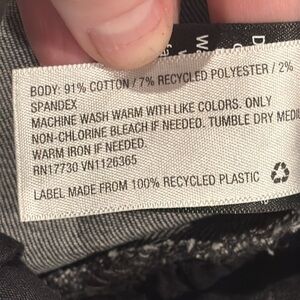 BODY: 91% COTTON / 7% RECYCLED POLYESTER / 2%
SPANDEX
MACHINE WASH WARM WITH LIKE COLORS. ONLY
NON-CHLORINE BLEACH IF NEEDED. TUMBLE DRY
WARM IRON IF NEEDED.
RN17730 VN1126365
LABEL MADE FROM 100% RECYCLED PLASTIC